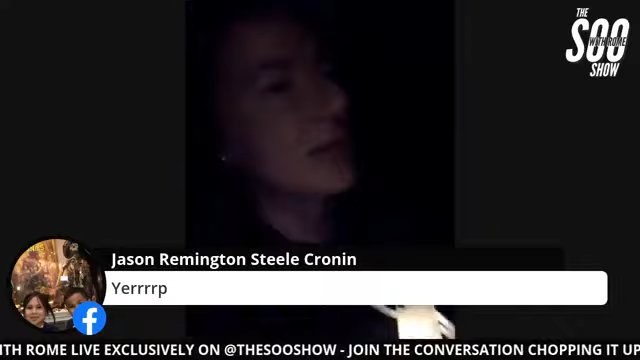 THE
SOO
WITH ROME
SHOW
Jason Remington Steele Cronin
Yerrrrp
ITH ROME LIVE EXCLUSIVELY ON @THESOOSHOW - JOIN THE CONVERSATION CHOPPING IT UP